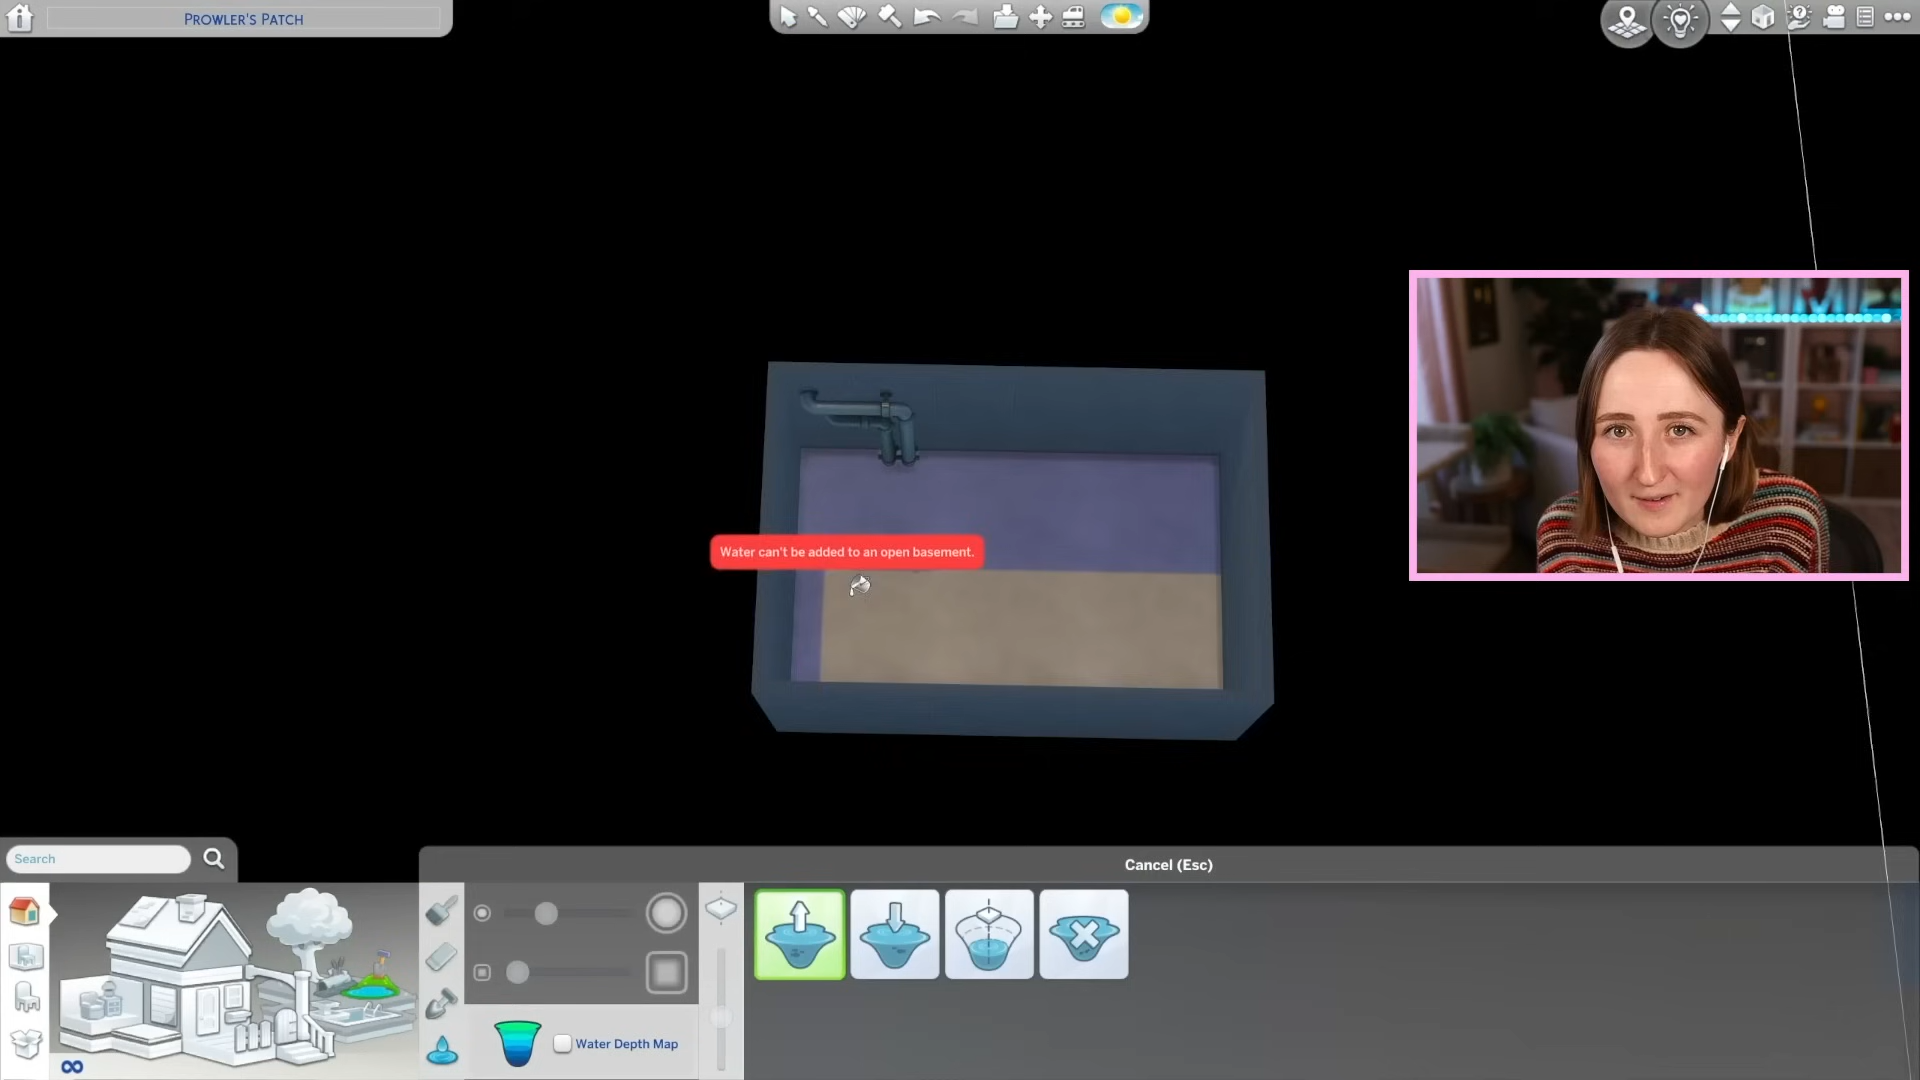 PROWLER'S PATCH
Water can't be added to an open basement.
Search
Cancel (Esc)
Water Depth Map